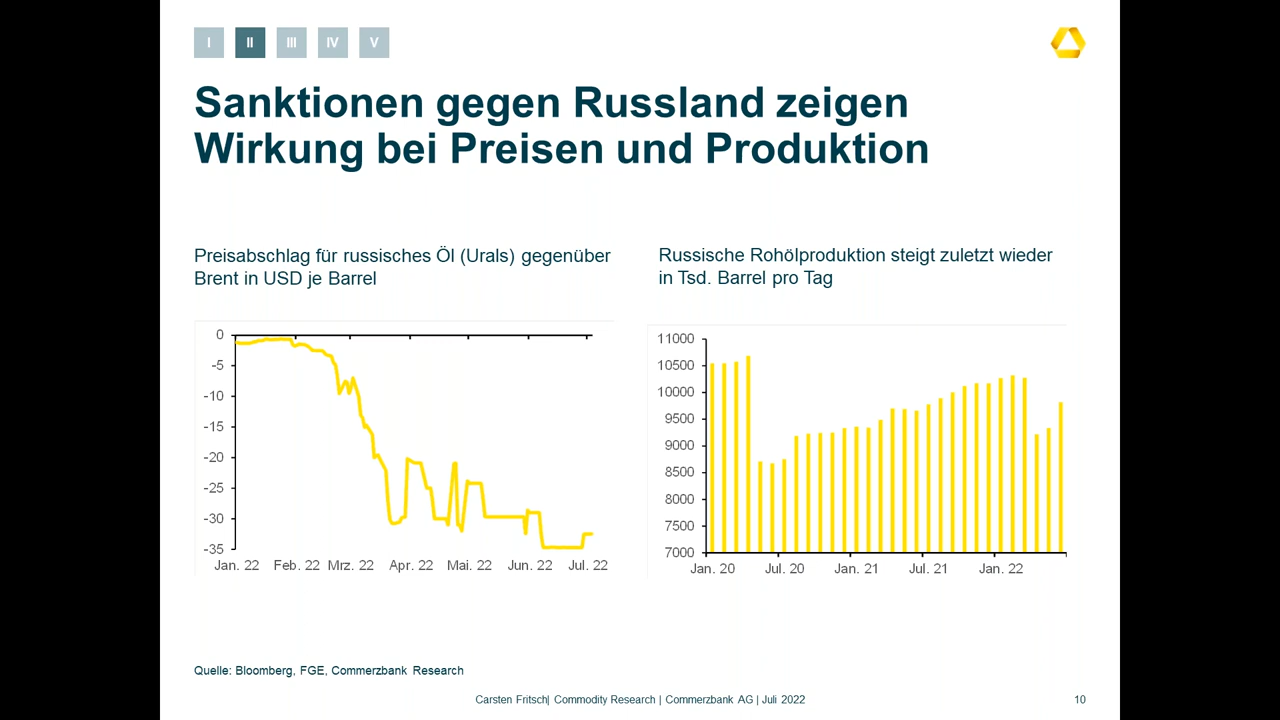 I II III IV V
Sanktionen gegen Russland zeigen
Wirkung bei Preisen und Produktion
Preisabschlag für russisches Öl (Urals) gegenüber
Brent in USD je Barrel
0
-5
-10
-15
-20
-25
-30
-35
Jan. 22 Feb. 22 Mrz. 22 Apr. 22 Mai. 22 Jun. 22 Jul. 22
Russische Rohölproduktion steigt zuletzt wieder
in Tsd. Barrel pro Tag
11000
10500
10000
9500
9000
8500
8000
7500
7000
Jan. 20 Jul. 20 Jan. 21 Jul. 21 Jan. 22
Quelle: Bloomberg, FGE, Commerzbank Research
Carsten Fritsch| Commodity Research | Commerzbank AG | Juli 2022
10